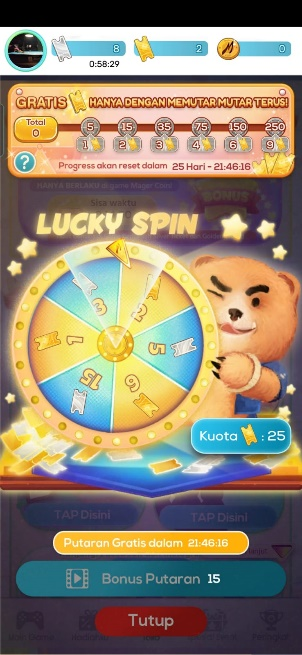 8
2
0
0:58:29
GRATIS HANYA DENGAN MEMUTAR MUTAR TERUS!
Total
0
5 15 35 75 150 250
1 2 3 4 6 9
? Progress akan reset dalam 25 Hari - 21:46:16
Sisa waktu
BONUS
LUCKY SPIN
3
2
5
6
15
1
Kuota : 25
TAP Disini
TAP Disini
Putaran Gratis dalam 21:46:16
Bonus Putaran 15
Tutup